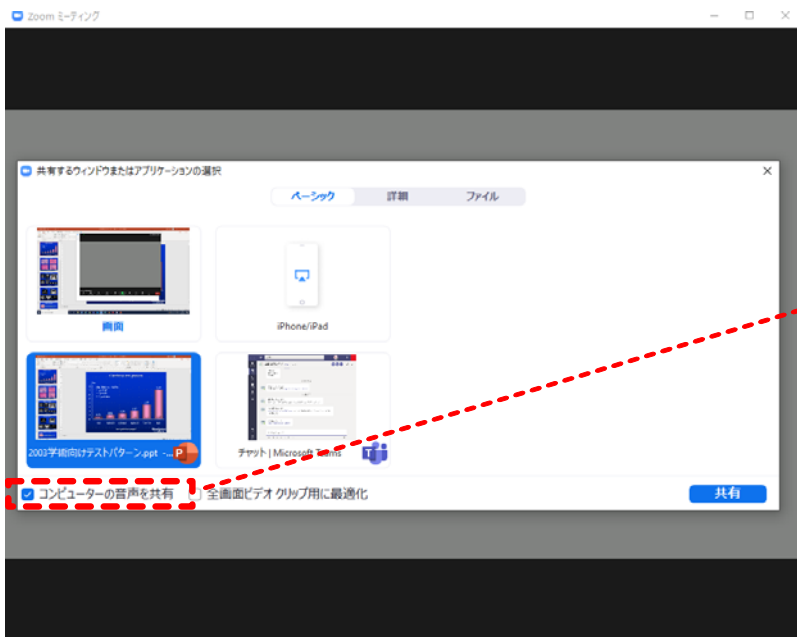 Zoom ミーティング
共有するウィンドウまたはアプリケーションの選択
ベーシック 詳細 ファイル
画面
iPhone/iPad
2003学術向けテストパターン.ppt -...
チャット | Microsoft Teams
コンピューターの音声を共有 全画面ビデオ クリップ用に最適化
共有